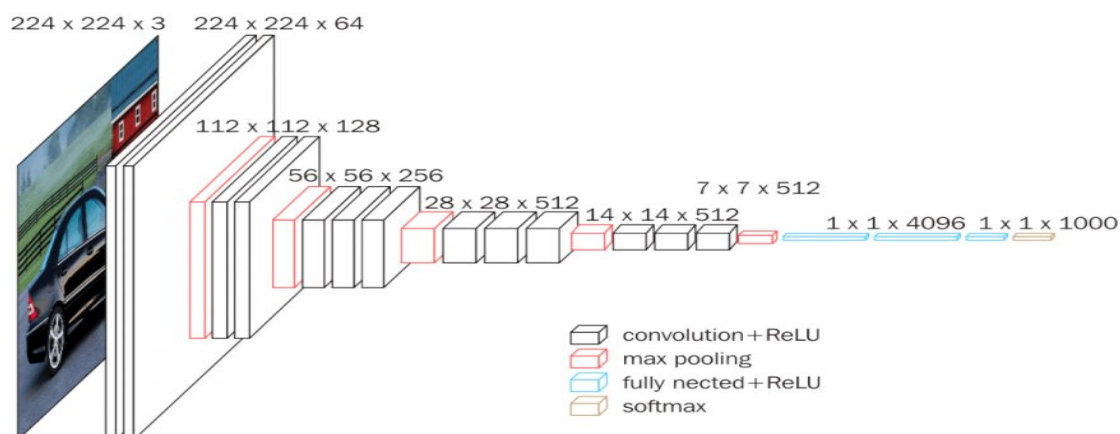 224 x 224 x 3
224 x 224 x 64
112 x 112 x 128
56 x 56 x 256
28 x 28 x 512
14 x 14 x 512
7 x 7 x 512
1 x 1 x 4096
1 x 1 x 1000
convolution+ReLU
max pooling
fully nected+ReLU
softmax